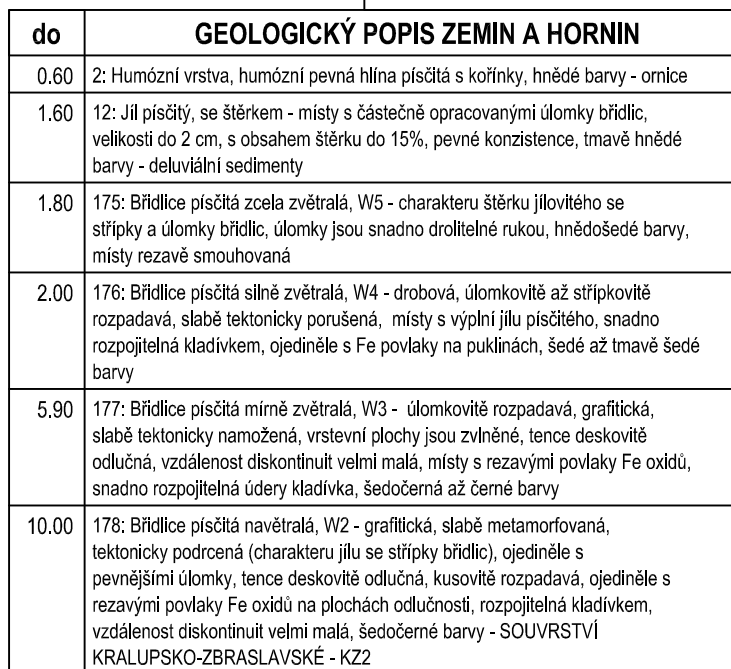 do GEOLOGICKÝ POPIS ZEMIN A HORNIN
0.60 2: Humózní vrstva, humózní pevná hlína písčitá s kořínky, hnědé barvy - ornice
1.60 12: Jíl písčitý, se štěrkem - místy s částečně opracovanými úlomky břidlic,
velikosti do 2 cm, s obsahem štěrku do 15%, pevné konzistence, tmavě hnědé
barvy - deluviální sedimenty
1.80 175: Břidlice písčitá zcela zvětralá, W5 - charakteru štěrku jílovitého se
střípky a úlomky břidlic, úlomky jsou snadno drolitelné rukou, hnědošedé barvy,
místy rezavě smouhovaná
2.00 176: Břidlice písčitá silně zvětralá, W4 - drobová, úlomkovitě až střípkovitě
rozpadavá, slabě tektonicky porušená, místy s výplní jílu písčitého, snadno
rozpojitelná kladívkem, ojediněle s Fe povlaky na puklinách, šedé až tmavě šedé
barvy
5.90 177: Břidlice písčitá mírně zvětralá, W3 - úlomkovitě rozpadavá, grafitická,
slabě tektonicky namožená, vrstevní plochy jsou zvlněné, tence deskovitě
odlučná, vzdálenost diskontinuit velmi malá, místy s rezavými povlaky Fe oxidů,
snadno rozpojitelná údery kladívka, šedočerná až černé barvy
10.00 178: Břidlice písčitá navětralá, W2 - grafitická, slabě metamorfovaná,
tektonicky podrcená (charakteru jílu se střípky břidlic), ojediněle s
pevnějšími úlomky, tence deskovitě odlučná, kusovitě rozpadavá, ojediněle s
rezavými povlaky Fe oxidů na plochách odlučnosti, rozpojitelná kladívkem,
vzdálenost diskontinuit velmi malá, šedočerné barvy - SOUVRSTVÍ
KRALUPSKO-ZBRASLAVSKÉ - KZ2